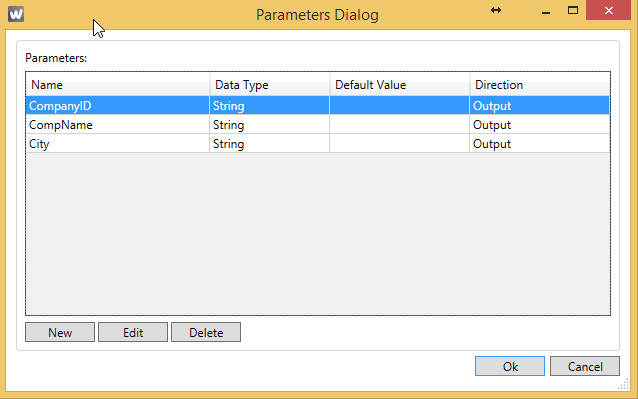 W Parameters Dialog
Parameters:
Name Data Type Default Value Direction
CompanyID String Output
CompName String Output
City String Output
New Edit Delete
Ok Cancel